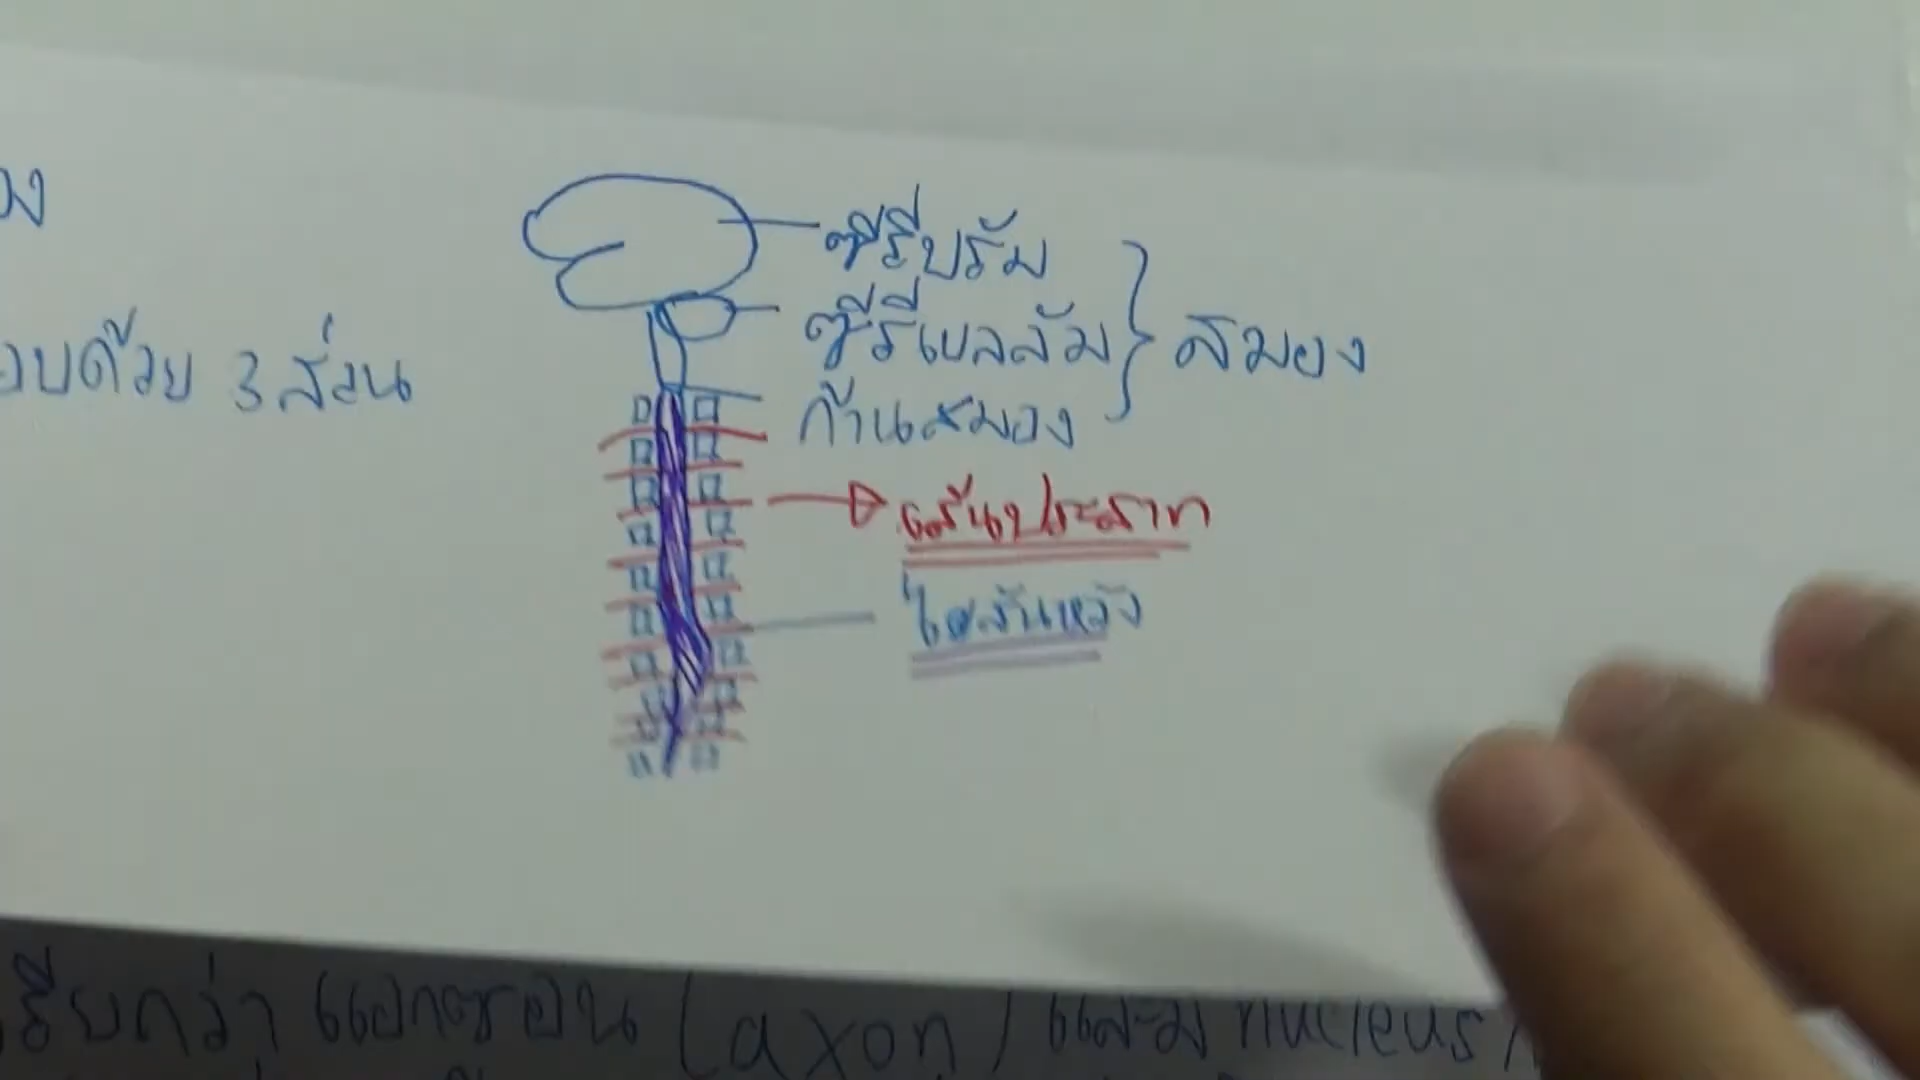 ซีรีบรัม
ซีรีเบลลัม
สมอง
ก้านสมอง
อบด้วย 3 ส่วน
เส้นประสาท
ไขสันหลัง
รียกว่า แอกซอน (axon) และมี nucleus